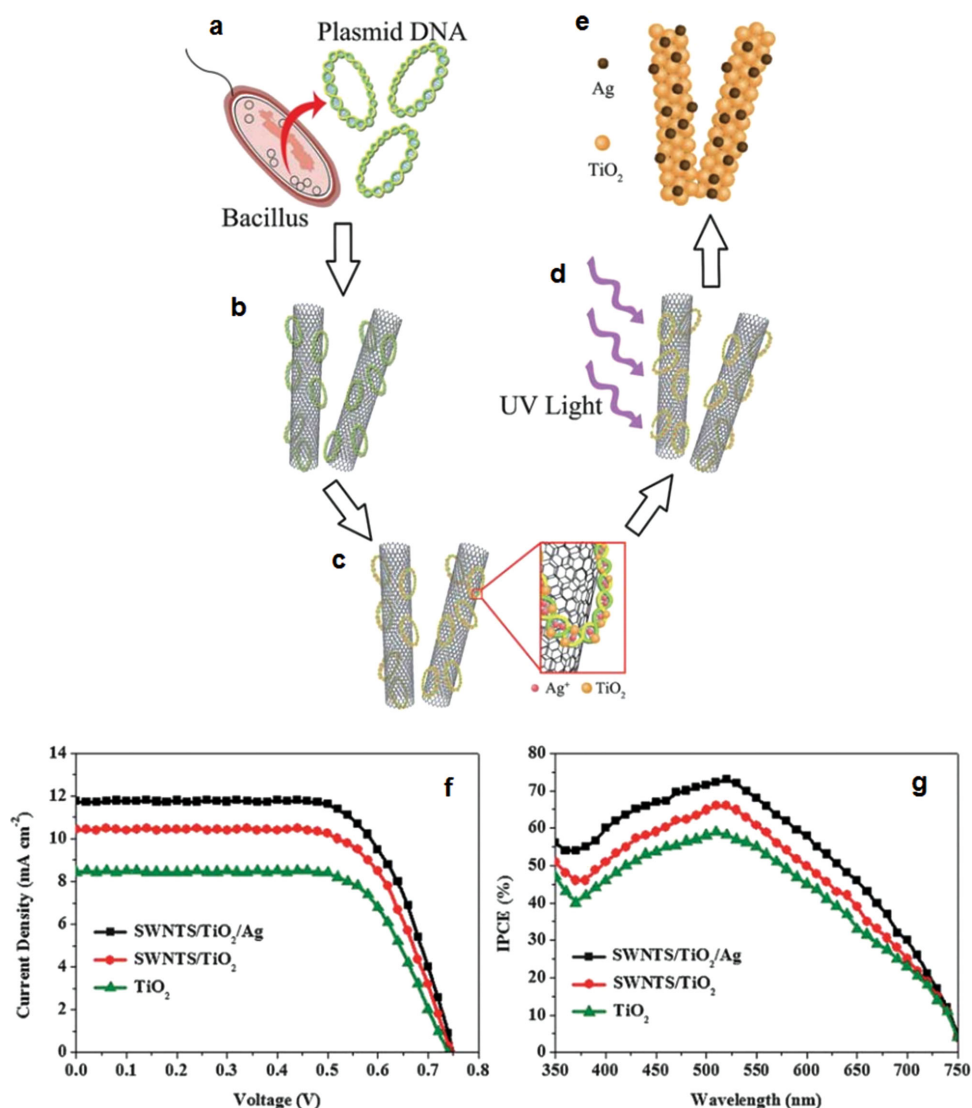 a
Plasmid DNA
Bacillus
e
Ag
TiO₂
b
d
UV Light
c
Ag⁺ TiO₂
f
14
12
10
8
6
4
2
0
0.0 0.1 0.2 0.3 0.4 0.5 0.6 0.7 0.8
Current Density (mA cm⁻²)
Voltage (V)
SWNTS/TiO₂/Ag
SWNTS/TiO₂
TiO₂
g
80
70
60
50
40
30
20
10
0
350 400 450 500 550 600 650 700 750
IPCE (%)
Wavelength (nm)
SWNTS/TiO₂/Ag
SWNTS/TiO₂
TiO₂